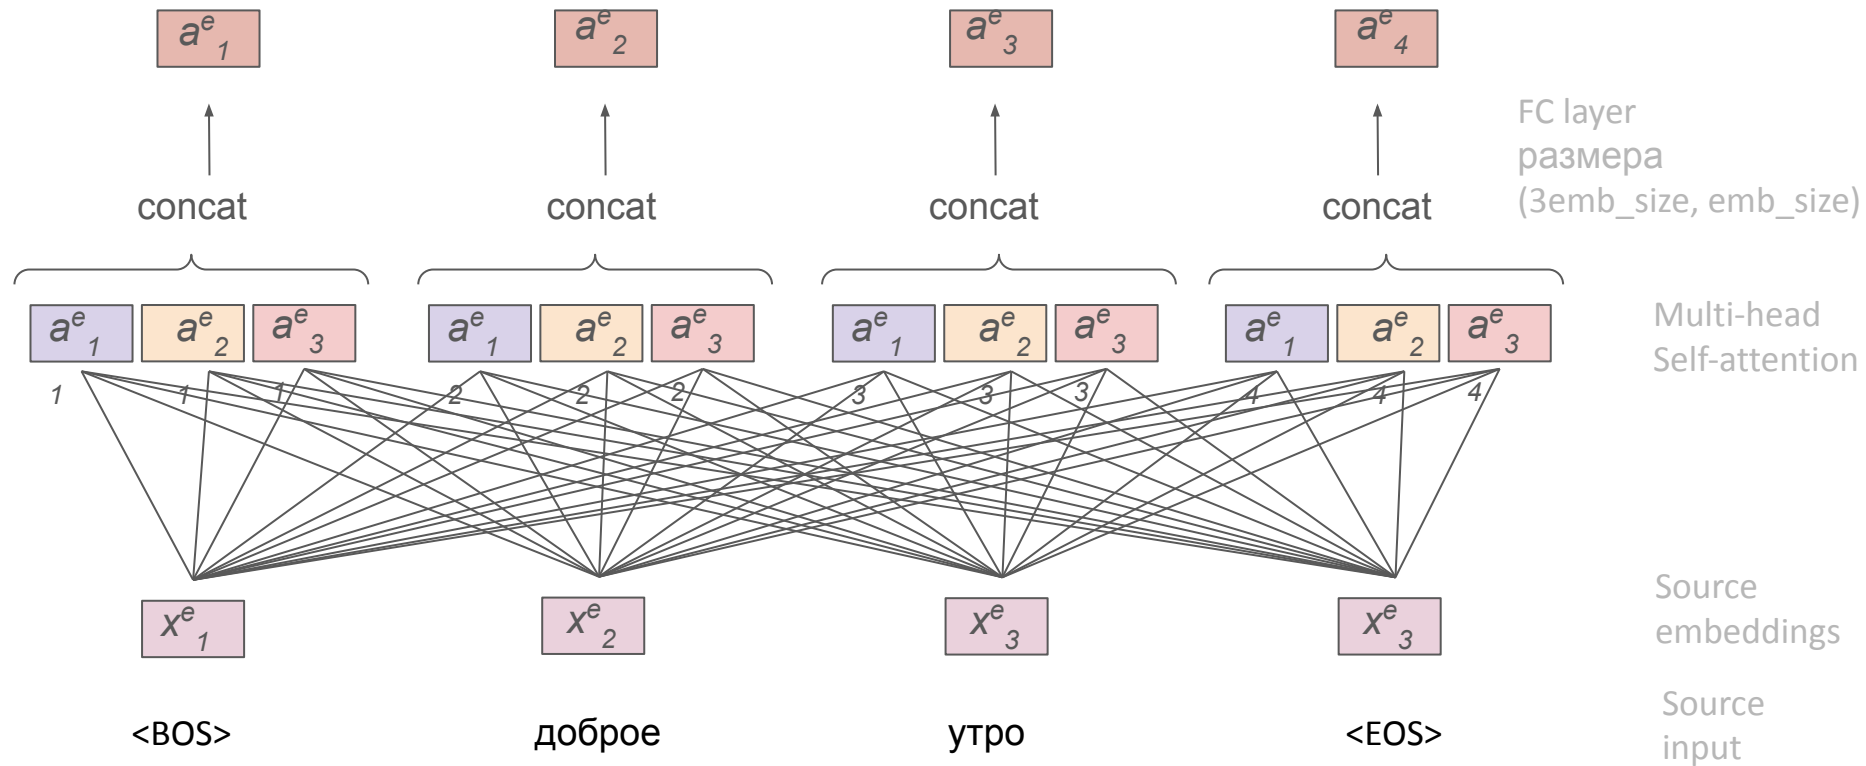 a^e_1 a^e_2 a^e_3 a^e_4
FC layer
размера
(3emb_size, emb_size)
concat concat concat concat
a^e_1 a^e_2 a^e_3 a^e_1 a^e_2 a^e_3 a^e_1 a^e_2 a^e_3 a^e_1 a^e_2 a^e_3
Multi-head
Self-attention
1 1 1 2 2 2 3 3 3 4 4 4
x^e_1 x^e_2 x^e_3 x^e_3
Source
embeddings
<BOS> доброе утро <EOS>
Source
input